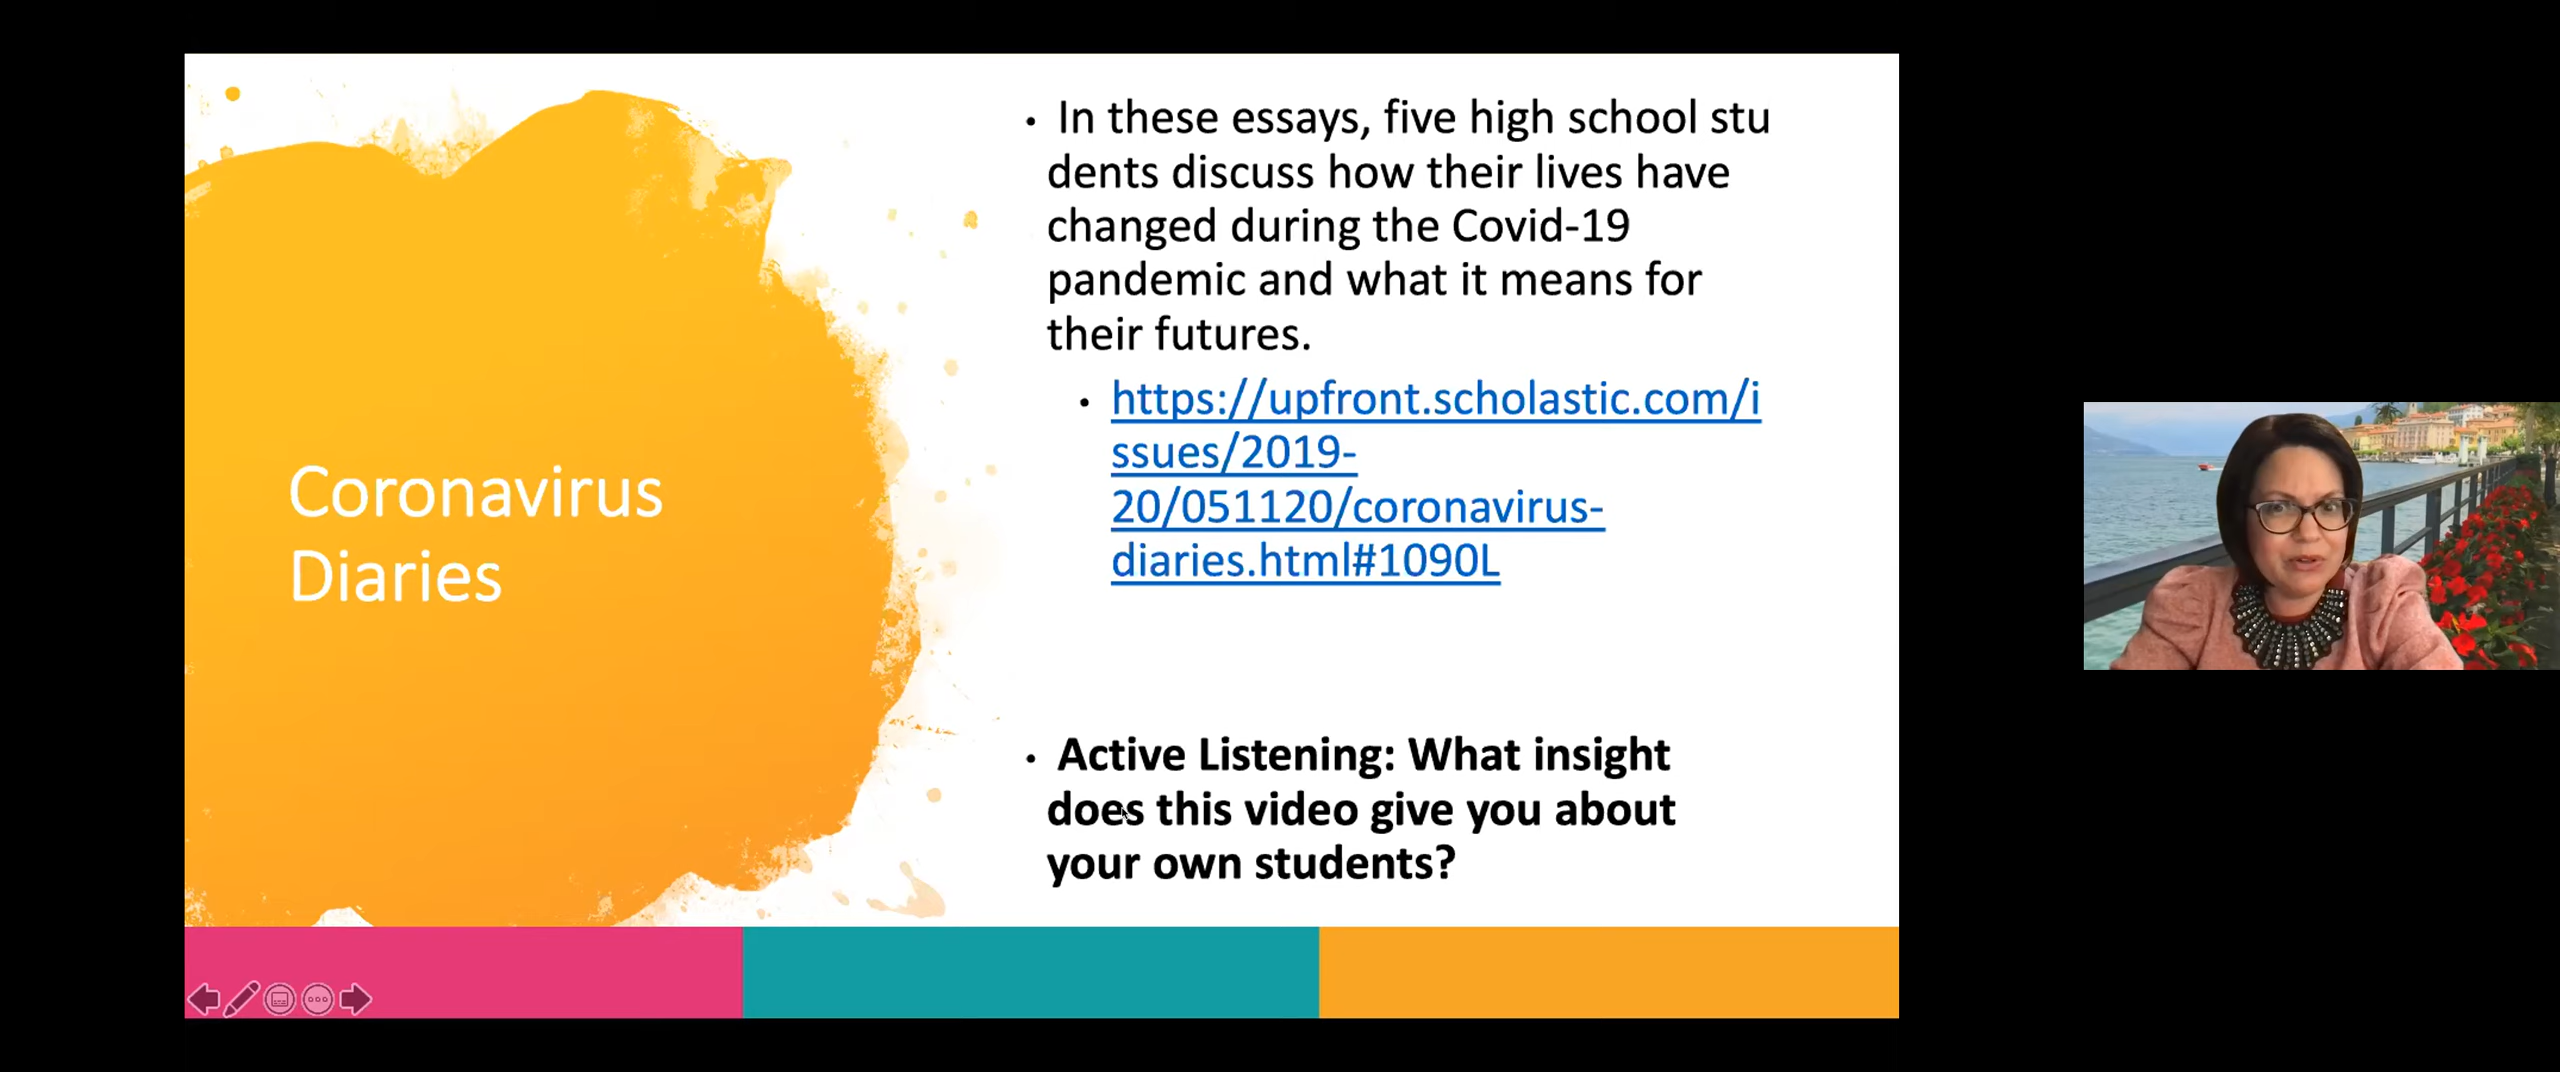 Coronavirus
Diaries
In these essays, five high school stu
dents discuss how their lives have
changed during the Covid-19
pandemic and what it means for
their futures.
https://upfront.scholastic.com/i
ssues/2019-
20/051120/coronavirus-
diaries.html#1090L
Active Listening: What insight
does this video give you about
your own students?